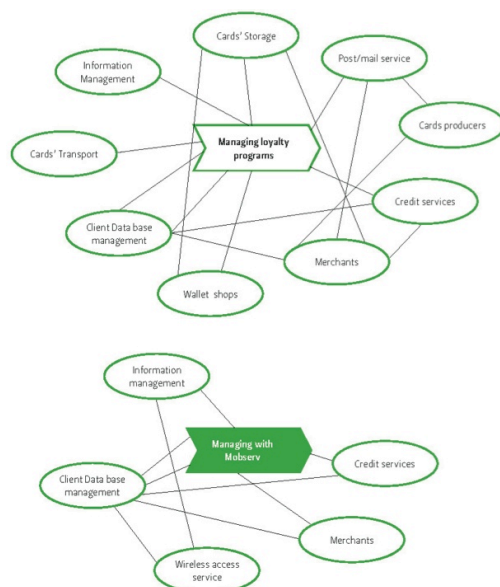 Cards' Storage
Post/mail service
Information
Management
Cards producers
Managing loyalty
programs
Cards' Transport
Credit services
Client Data base
management
Merchants
Wallet shops
Information
management
Managing with
Mobserv
Credit services
Client Data base
management
Merchants
Wireless access
service